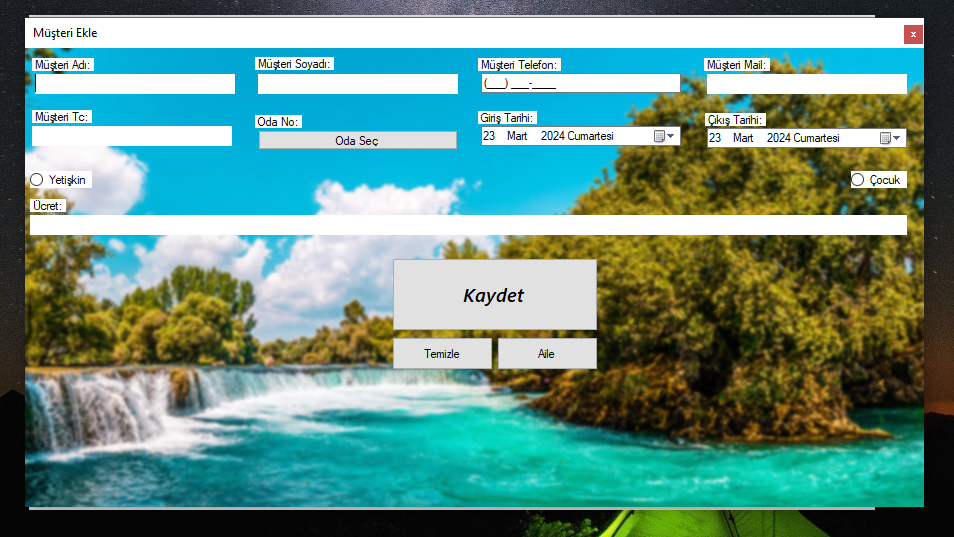 Müşteri Ekle
x
Müşteri Adı:
Müşteri Soyadı:
Müşteri Telefon:
Müşteri Mail:
(___) ___-____
Müşteri Tc:
Oda No:
Giriş Tarihi:
Çıkış Tarihi:
Oda Seç
23 Mart 2024 Cumartesi
23 Mart 2024 Cumartesi
Yetişkin
Çocuk
Ücret:
Kaydet
Temizle
Aile